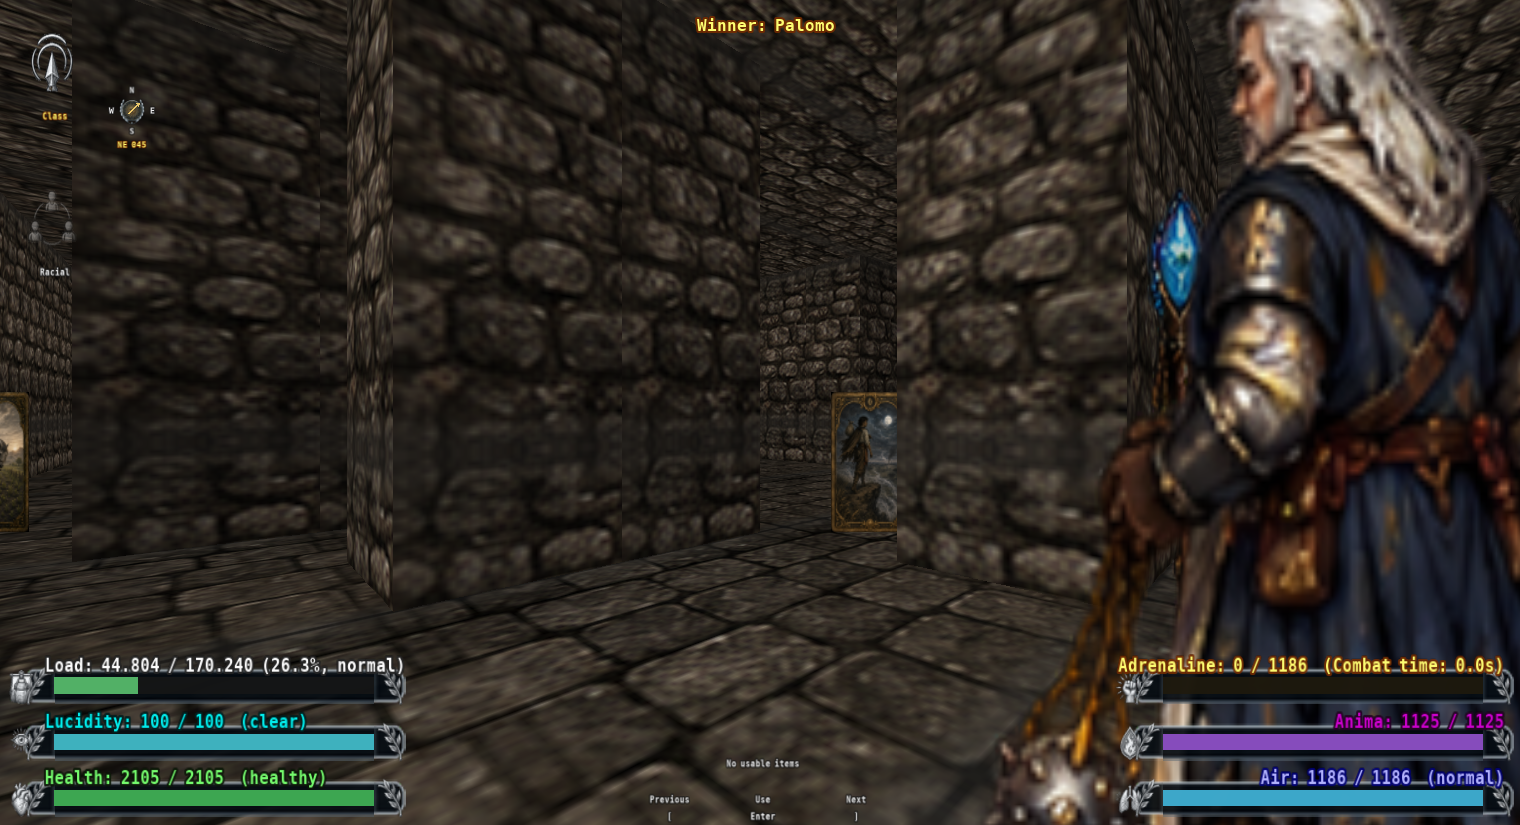 Winner: Palomo
N
W E
S
NE 045
Class
Racial
Load: 44.804 / 170.240 (26.3%, normal)
Lucidity: 100 / 100 (clear)
Health: 2105 / 2105 (healthy)
Adrenaline: 0 / 1186 (Combat time: 0.0s)
Anima: 1125 / 1125
Air: 1186 / 1186 (normal)
No usable items
Previous Use Next
[ Enter ]